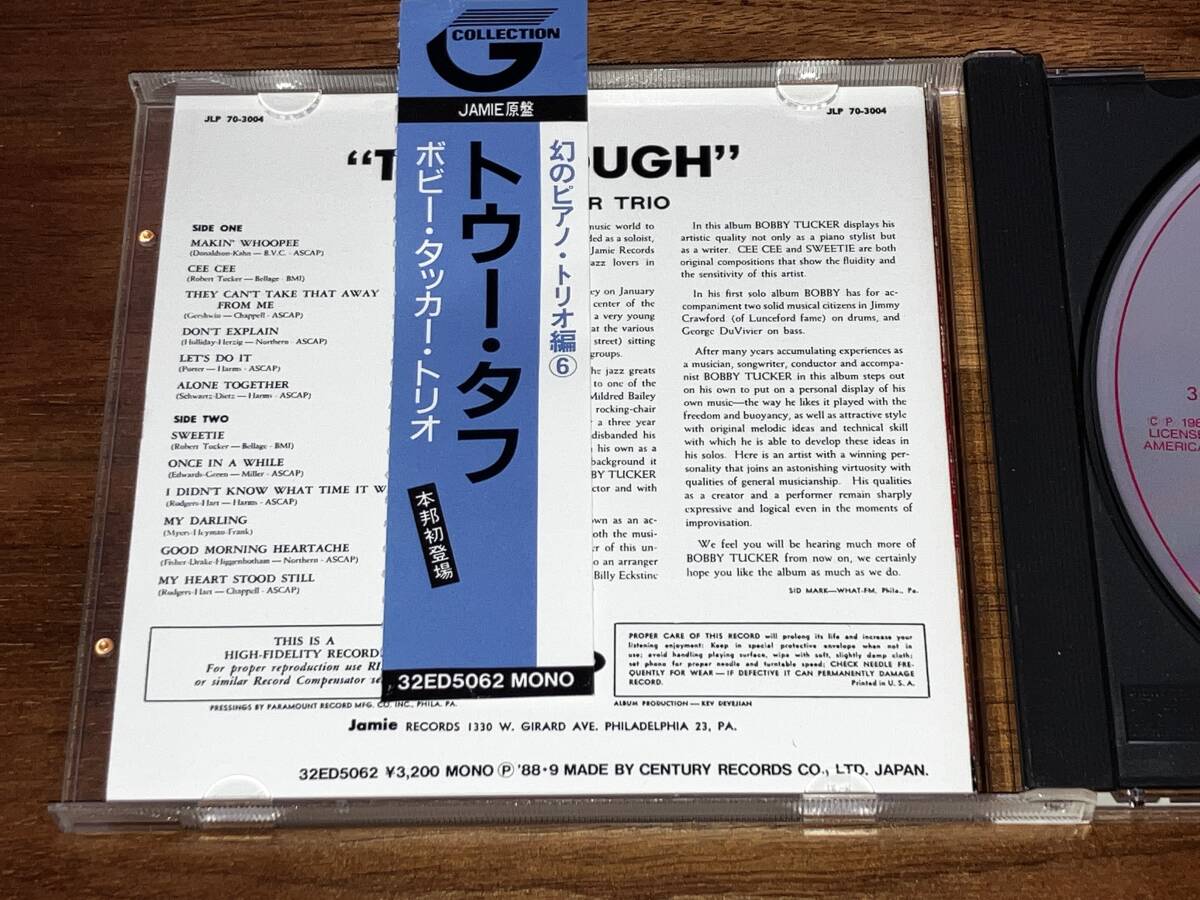 COLLECTION
G
JAMIE原盤
幻のピアノ・トリオ編⑥
トゥー・タフ
ボビー・タッカー・トリオ
本邦初登場
32ED5062 MONO
JLP 70-3004
JLP 70-3004
OUGH”
R TRIO
SIDE ONE
MAKIN' WHOOPEE
(Donaldson-Kahn — B.V.C. - ASCAP)
CEE CEE
(Robert Tucker — Bellage - BMI)
THEY CAN'T TAKE THAT AWAY
FROM ME
(Gershwin — Chappell - ASCAP)
DON'T EXPLAIN
(Holliday-Herzig — Northern - ASCAP)
LET'S DO IT
(Porter — Harms - ASCAP)
ALONE TOGETHER
(Schwartz-Dietz — Harms - ASCAP)
SIDE TWO
SWEETIE
(Robert Tucker — Bellage - BMI)
ONCE IN A WHILE
(Edwards-Green — Miller - ASCAP)
I DIDN'T KNOW WHAT TIME IT W
(Rodgers-Hart — Harms - ASCAP)
MY DARLING
(Myers-Heyman-Frank)
GOOD MORNING HEARTACHE
(Fisher-Drake-Higgenbotham — Northern - ASCAP)
MY HEART STOOD STILL
(Rodgers-Hart — Chappell - ASCAP)
music world to
ded as a soloist,
Jamie Records
azz lovers in
ey on January
center of the
a very young
at the various
street) sitting
groups.
he jazz greats
to one of the
Mildred Bailey
rocking-chair
a three year
disbanded his
his own as a
background it
BY TUCKER
ctor and with
own as an ac-
oth the musi-
er of this un-
o an arranger
Billy Eckstine
In this album BOBBY TUCKER displays his
artistic quality not only as a piano stylist but
as a writer. CEE CEE and SWEETIE are both
original compositions that show the fluidity and
the sensitivity of this artist.
In his first solo album BOBBY has for ac-
companiment two solid musical citizens in Jimmy
Crawford (of Lunceford fame) on drums, and
George DuVivier on bass.
After many years accumulating experiences as
a musician, songwriter, conductor and accompa-
nist BOBBY TUCKER in this album steps out
on his own to put on a personal display of his
own music—the way he likes it played with the
freedom and buoyancy, as well as attractive style
with original melodic ideas and technical skill
with which he is able to develop these ideas in
his solos. Here is an artist with a winning per-
sonality that joins an astonishing virtuosity with
qualities of general musicianship. His qualities
as a creator and a performer remain sharply
expressive and logical even in the moments of
improvisation.
We feel you will be hearing much more of
BOBBY TUCKER from now on, we certainly
hope you like the album as much as we do.
SID MARK—WHAT-FM, Phila., Pa.
THIS IS A
HIGH-FIDELITY RECORD
For proper reproduction use RI
or similar Record Compensator se
PRESSINGS BY PARAMOUNT RECORD MFG. CO. INC., PHILA. PA.
PROPER CARE OF THIS RECORD will prolong its life and increase your
listening enjoyment: Keep in special protective envelope when not in
use; avoid handling playing surface, wipe with soft, slightly damp cloth;
set phono for proper needle and turntable speed; CHECK NEEDLE FRE-
QUENTLY FOR WEAR — IF DEFECTIVE IT CAN PERMANENTLY DAMAGE
RECORD. Printed in U. S. A.
ALBUM PRODUCTION — KEV DEVEJIAN
Jamie RECORDS 1330 W. GIRARD AVE. PHILADELPHIA 23, PA.
32ED5062 ¥3,200 MONO Ⓟ '88・9 MADE BY CENTURY RECORDS CO., LTD. JAPAN.
3
© P 198
LICENSE
AMERICA